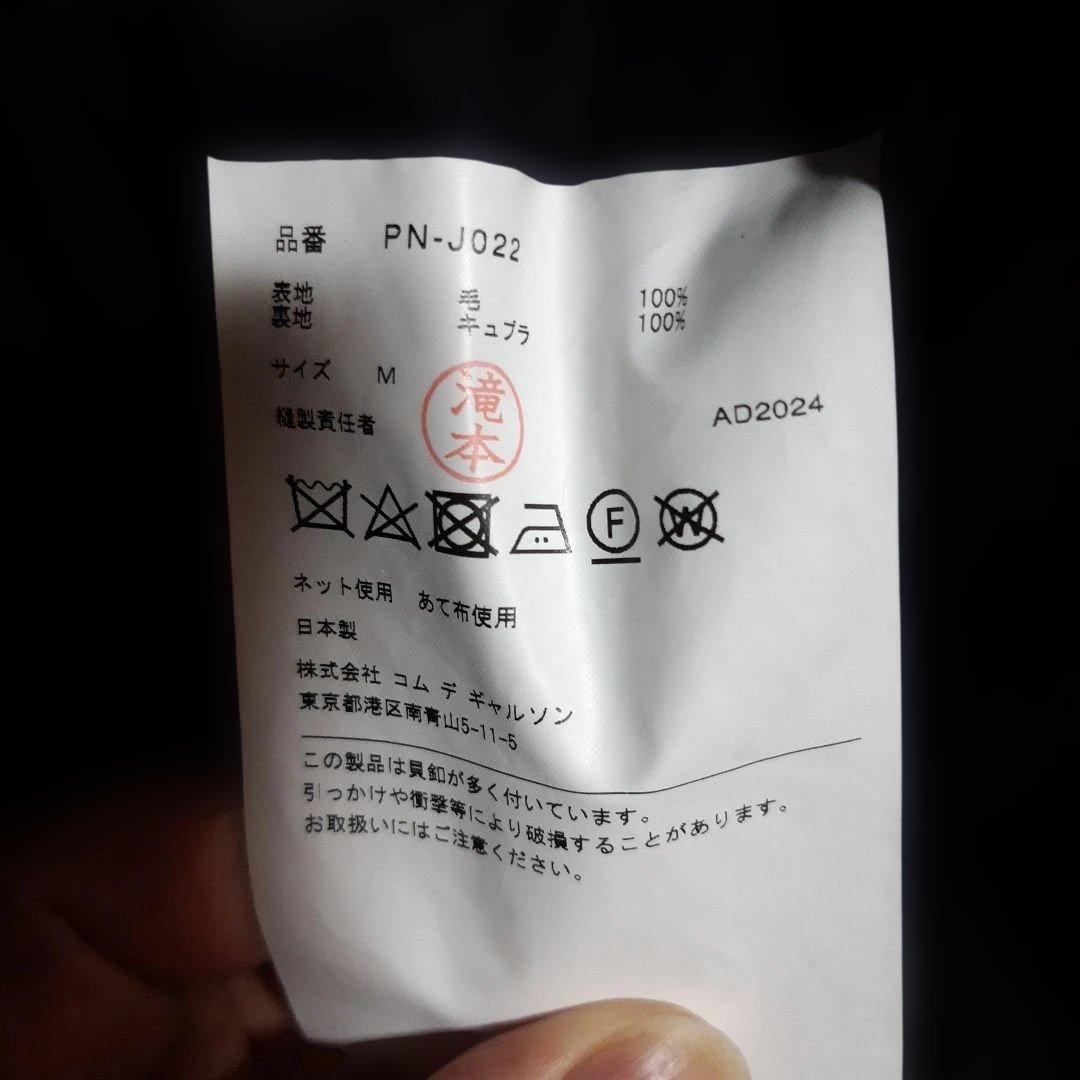 品番 PN-J022
表地 毛 100%
裏地 キュプラ 100%
サイズ M
縫製責任者 滝本 AD2024
F W
ネット使用 あて布使用
日本製
株式会社 コム デ ギャルソン
東京都港区南青山5-11-5
この製品は貝釦が多く付いています。
引っかけや衝撃等により破損することがあります。
お取扱いにはご注意ください。